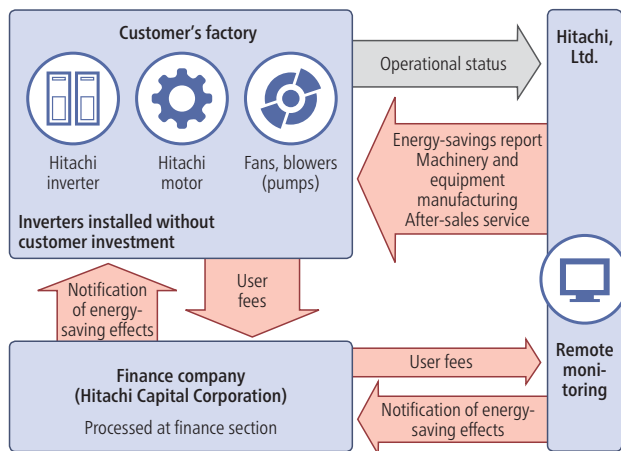 Customer's factory
Hitachi
inverter
Hitachi
motor
Fans, blowers
(pumps)
Inverters installed without
customer investment
Operational status
Hitachi,
Ltd.
Energy-savings report
Machinery and
equipment
manufacturing
After-sales service
Notification
of energy-
saving effects
User
fees
Remote
moni-
toring
Finance company
(Hitachi Capital Corporation)
Processed at finance section
User fees
Notification of energy-
saving effects